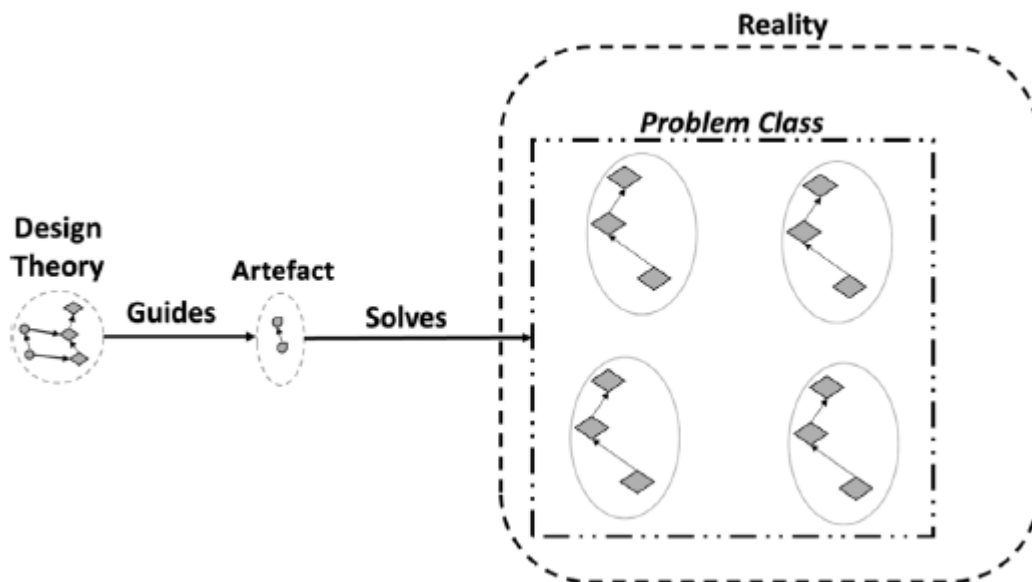 Reality
Problem Class
Design
Theory
Artefact
Guides
Solves